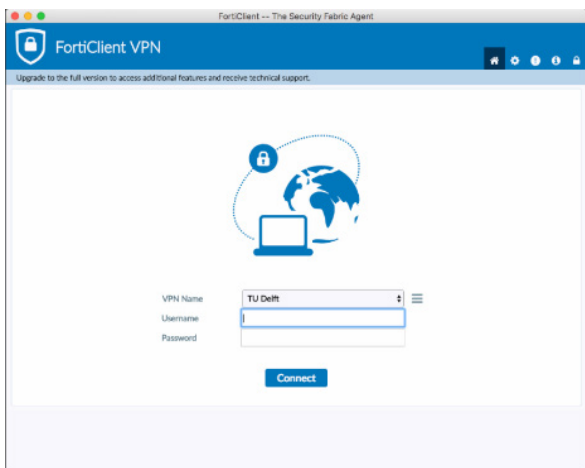 FortiClient -- The Security Fabric Agent
FortiClient VPN
Upgrade to the full version to access additional features and receive technical support.
VPN Name TU Delft
Username
Password
Connect